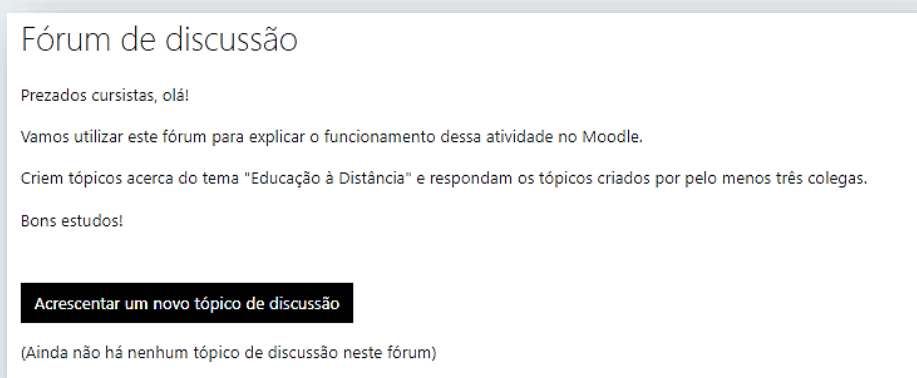 Fórum de discussão
Prezados cursistas, olá!
Vamos utilizar este fórum para explicar o funcionamento dessa atividade no Moodle.
Criem tópicos acerca do tema "Educação à Distância" e respondam os tópicos criados por pelo menos três colegas.
Bons estudos!
Acrescentar um novo tópico de discussão
(Ainda não há nenhum tópico de discussão neste fórum)